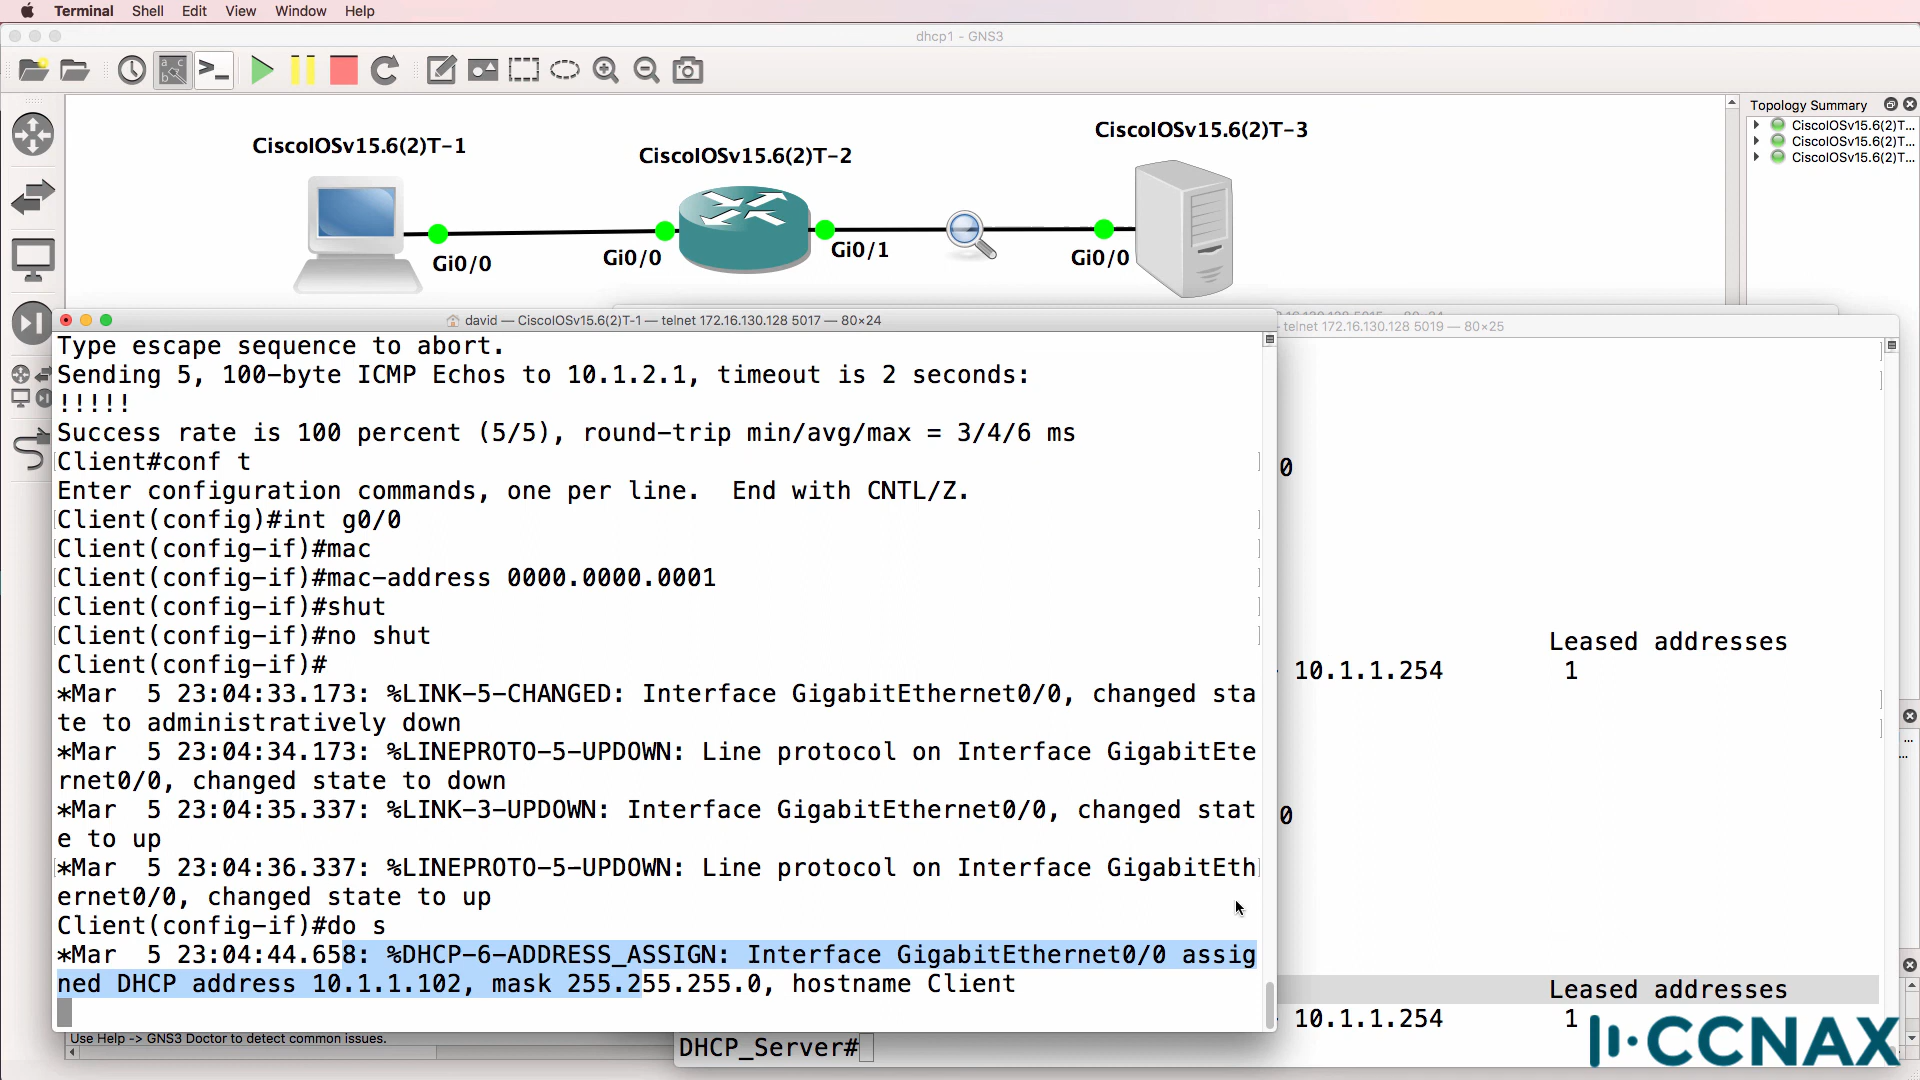 Terminal Shell Edit View Window Help
dhcp1 - GNS3
Topology Summary
CiscoIOSv15.6(2)T...
CiscoIOSv15.6(2)T...
CiscoIOSv15.6(2)T...
CiscoIOSv15.6(2)T-1
CiscoIOSv15.6(2)T-2
CiscoIOSv15.6(2)T-3
Gi0/0
Gi0/0
Gi0/1
Gi0/0
david — CiscoIOSv15.6(2)T-1 — telnet 172.16.130.128 5017 — 80×24
- telnet 172.16.130.128 5019 — 80×25
Type escape sequence to abort.
Sending 5, 100-byte ICMP Echos to 10.1.2.1, timeout is 2 seconds:
!!!!!
Success rate is 100 percent (5/5), round-trip min/avg/max = 3/4/6 ms
Client#conf t
Enter configuration commands, one per line.  End with CNTL/Z.
Client(config)#int g0/0
Client(config-if)#mac
Client(config-if)#mac-address 0000.0000.0001
Client(config-if)#shut
Client(config-if)#no shut
Client(config-if)#
*Mar  5 23:04:33.173: %LINK-5-CHANGED: Interface GigabitEthernet0/0, changed sta
te to administratively down
*Mar  5 23:04:34.173: %LINEPROTO-5-UPDOWN: Line protocol on Interface GigabitEte
rnet0/0, changed state to down
*Mar  5 23:04:35.337: %LINK-3-UPDOWN: Interface GigabitEthernet0/0, changed stat
e to up
*Mar  5 23:04:36.337: %LINEPROTO-5-UPDOWN: Line protocol on Interface GigabitEth
ernet0/0, changed state to up
Client(config-if)#do s
*Mar  5 23:04:44.658: %DHCP-6-ADDRESS_ASSIGN: Interface GigabitEthernet0/0 assig
ned DHCP address 10.1.1.102, mask 255.255.255.0, hostname Client
0
Leased addresses
10.1.1.254 1
0
Leased addresses
10.1.1.254 1
DHCP_Server#
Use Help -> GNS3 Doctor to detect common issues.
CCNAX